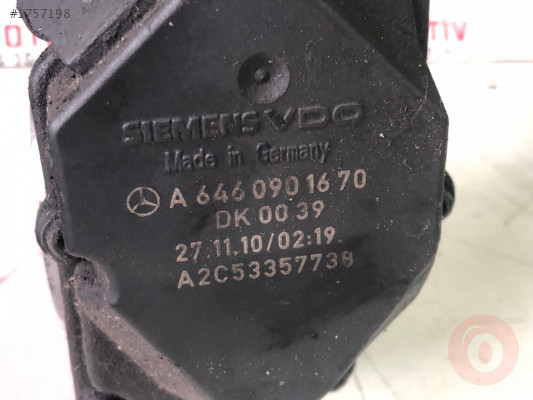 #1757198
SIEMENS VDO
Made in Germany
A 646 090 16 70
DK 00 39
27.11.10/02:19
A2C53357738